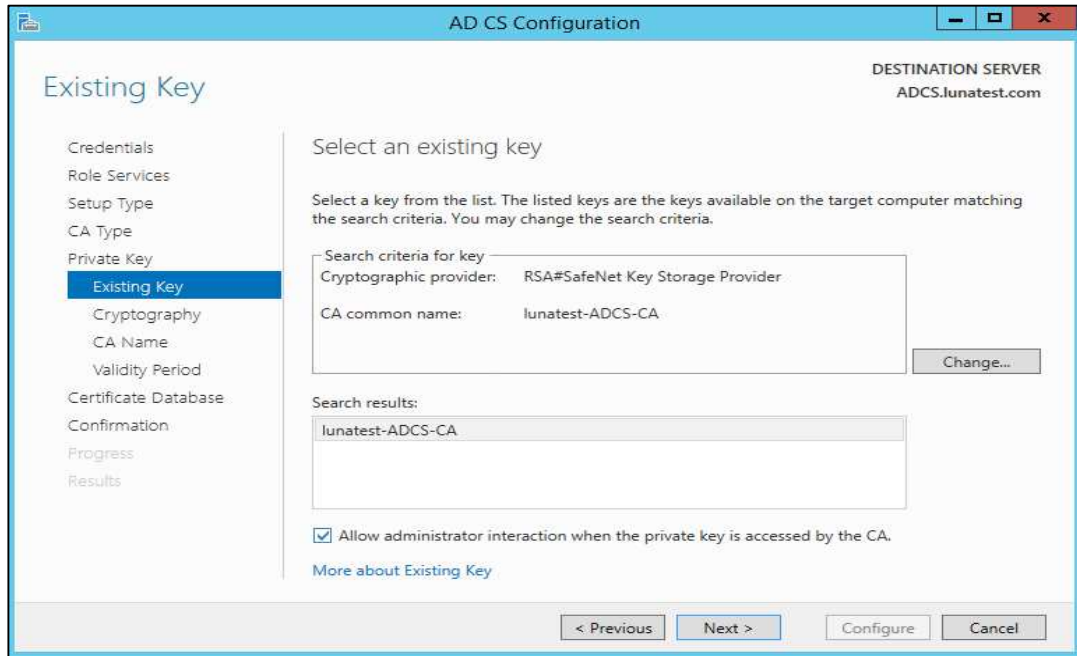 AD CS Configuration
Existing Key
DESTINATION SERVER
ADCS.lunatest.com
Credentials
Role Services
Setup Type
CA Type
Private Key
Existing Key
Cryptography
CA Name
Validity Period
Certificate Database
Confirmation
Progress
Results
Select an existing key
Select a key from the list. The listed keys are the keys available on the target computer matching
the search criteria. You may change the search criteria.
Search criteria for key
Cryptographic provider: RSA#SafeNet Key Storage Provider
CA common name: lunatest-ADCS-CA
Change...
Search results:
lunatest-ADCS-CA
Allow administrator interaction when the private key is accessed by the CA.
More about Existing Key
< Previous Next > Configure Cancel